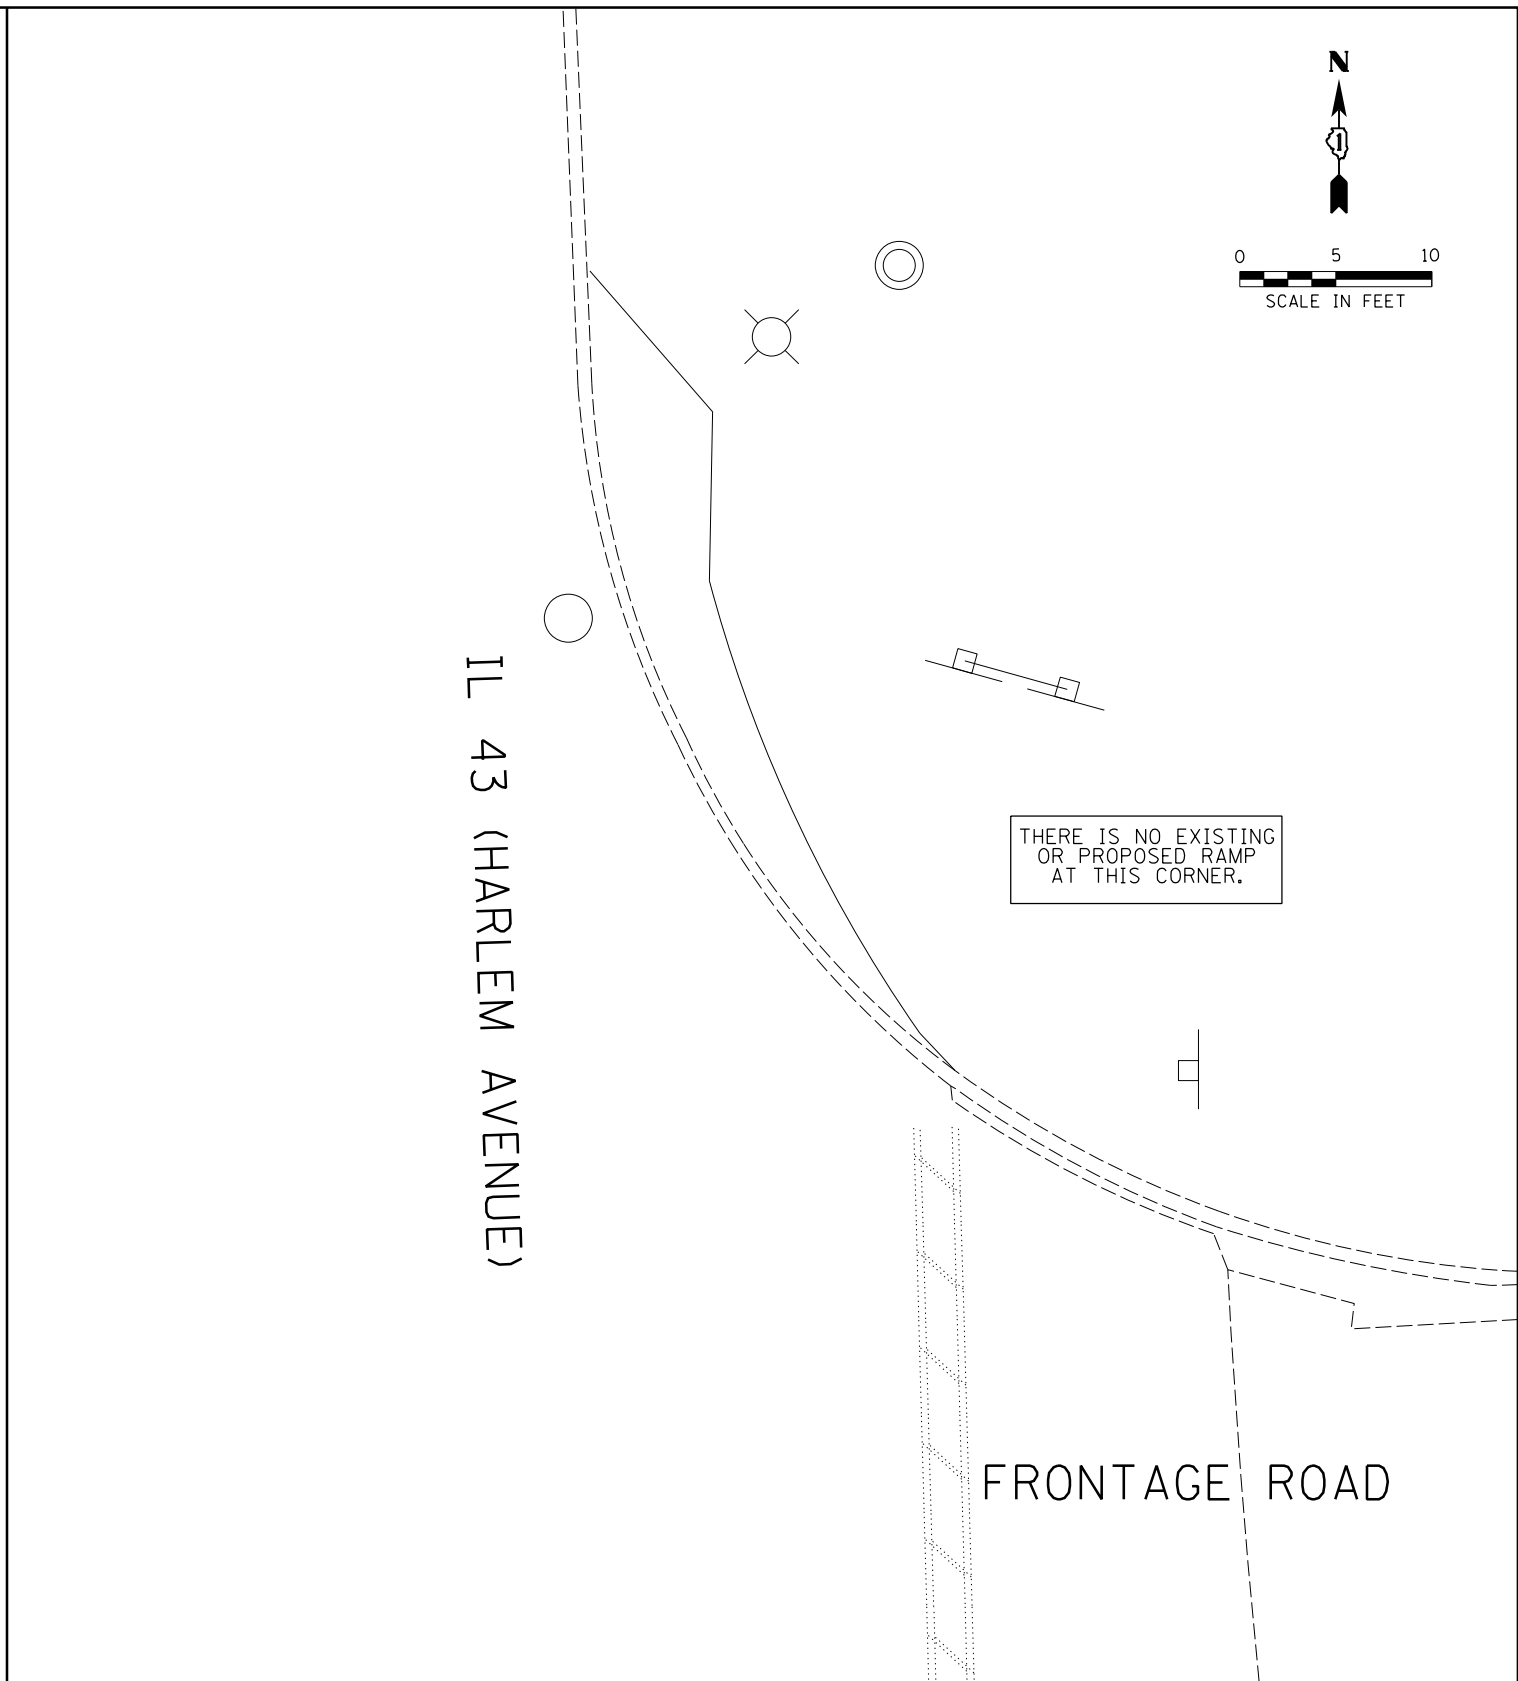 N
1
0 5 10
SCALE IN FEET
IL 43 (HARLEM AVENUE)
THERE IS NO EXISTING
OR PROPOSED RAMP
AT THIS CORNER.
FRONTAGE ROAD